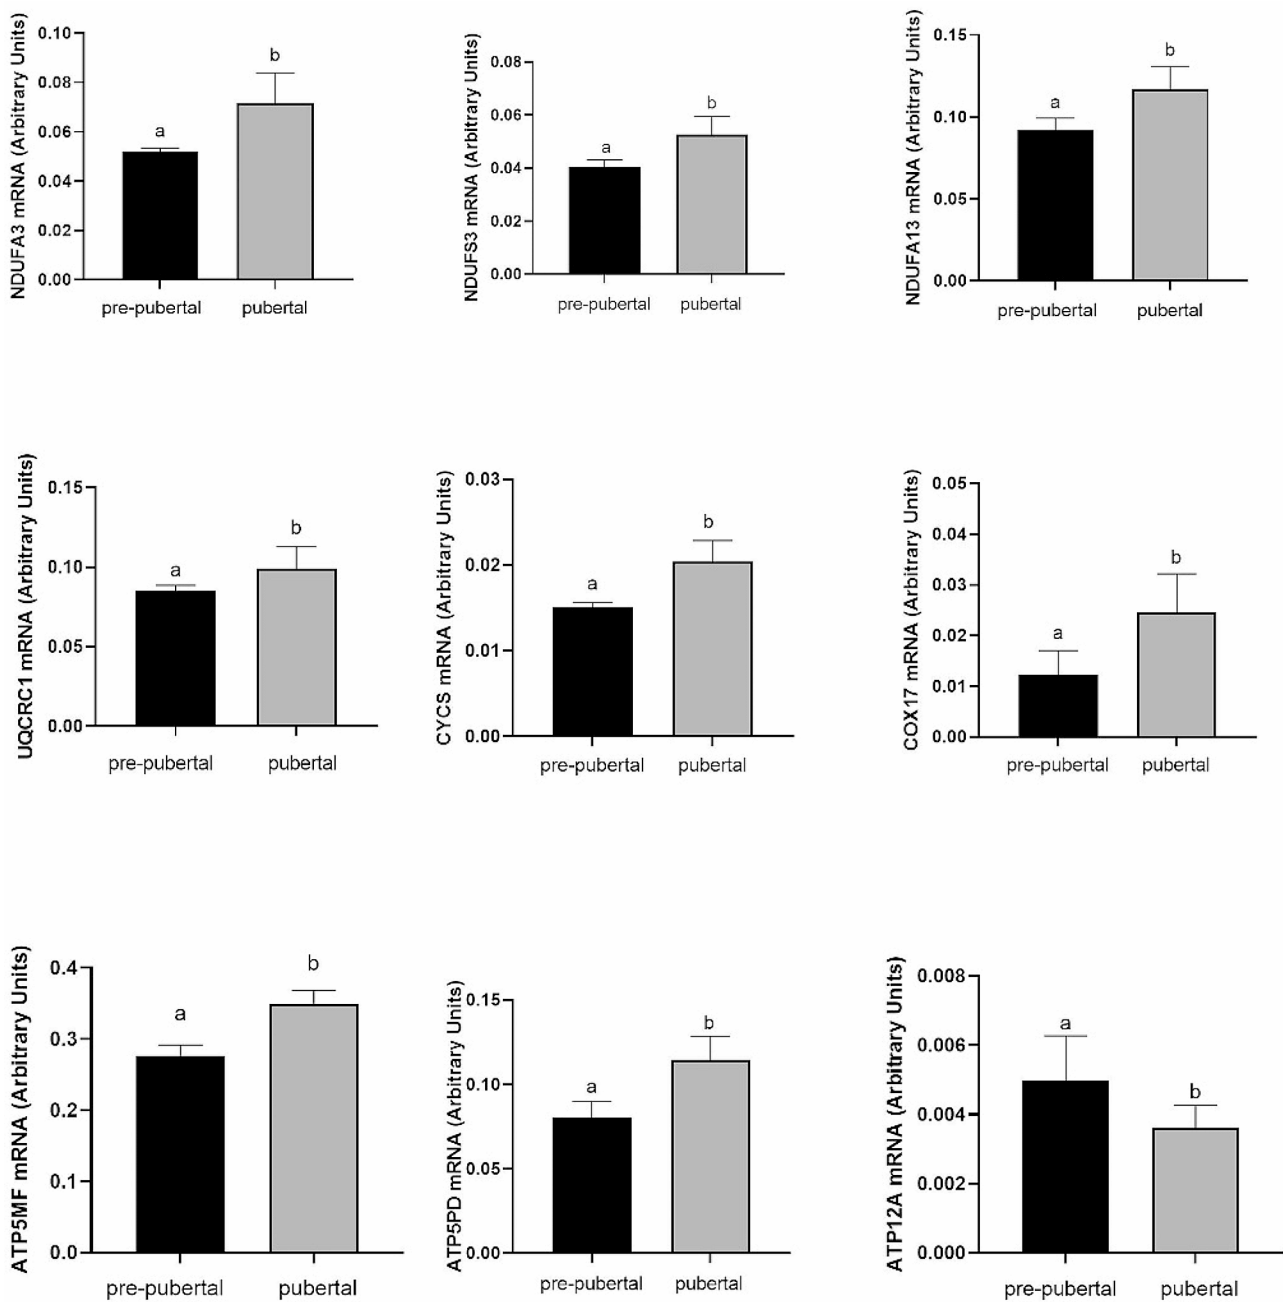 NDUFA3 mRNA (Arbitrary Units)
0.10
0.08
0.06
0.04
0.02
0.00
a
b
pre-pubertal
pubertal
NDUFS3 mRNA (Arbitrary Units)
0.08
0.06
0.04
0.02
0.00
a
b
pre-pubertal
pubertal
NDUFA13 mRNA (Arbitrary Units)
0.15
0.10
0.05
0.00
a
b
pre-pubertal
pubertal
UQCRC1 mRNA (Arbitrary Units)
0.15
0.10
0.05
0.00
a
b
pre-pubertal
pubertal
CYCS mRNA (Arbitrary Units)
0.03
0.02
0.01
0.00
a
b
pre-pubertal
pubertal
COX17 mRNA (Arbitrary Units)
0.05
0.04
0.03
0.02
0.01
0.00
a
b
pre-pubertal
pubertal
ATP5MF mRNA (Arbitrary Units)
0.4
0.3
0.2
0.1
0.0
a
b
pre-pubertal
pubertal
ATP5PD mRNA (Arbitrary Units)
0.15
0.10
0.05
0.00
a
b
pre-pubertal
pubertal
ATP12A mRNA (Arbitrary Units)
0.008
0.006
0.004
0.002
0.000
a
b
pre-pubertal
pubertal